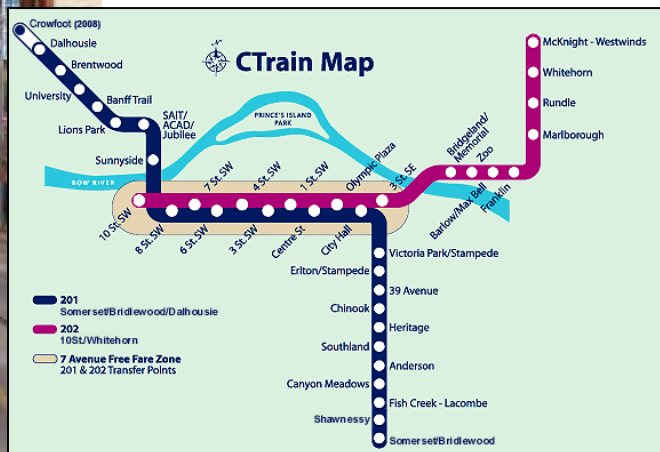 Crowfoot (2008)
Dalhousie
Brentwood
University
Banff Trail
Lions Park
SAIT/
ACAD/
Jubilee
Sunnyside
CTrain Map
PRINCE'S ISLAND
PARK
BOW RIVER
McKnight - Westwinds
Whitehorn
Rundle
Marlborough
Bridgeland/
Memorial
Zoo
Barlow/Max Bell
Franklin
7 St. SW
4 St. SW
1 St. SW
Olympic Plaza
3 St. SE
10 St. SW
8 St. SW
6 St. SW
3 St. SW
Centre St
City Hall
Victoria Park/Stampede
Erlton/Stampede
39 Avenue
Chinook
Heritage
Southland
Anderson
Canyon Meadows
Fish Creek - Lacombe
Shawnessy
Somerset/Bridlewood
201
Somerset/Bridlewood/Dalhousie
202
10St/Whitehorn
7 Avenue Free Fare Zone
201 & 202 Transfer Points